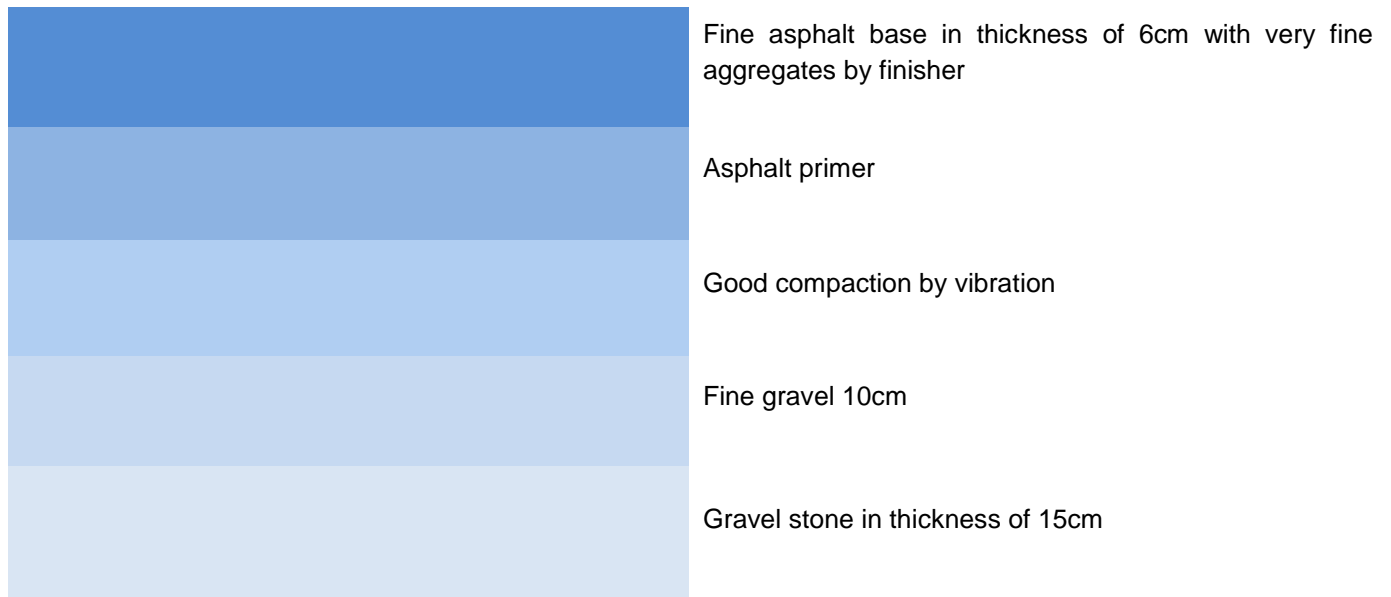 Fine asphalt base in thickness of 6cm with very fine
aggregates by finisher
Asphalt primer
Good compaction by vibration
Fine gravel 10cm
Gravel stone in thickness of 15cm